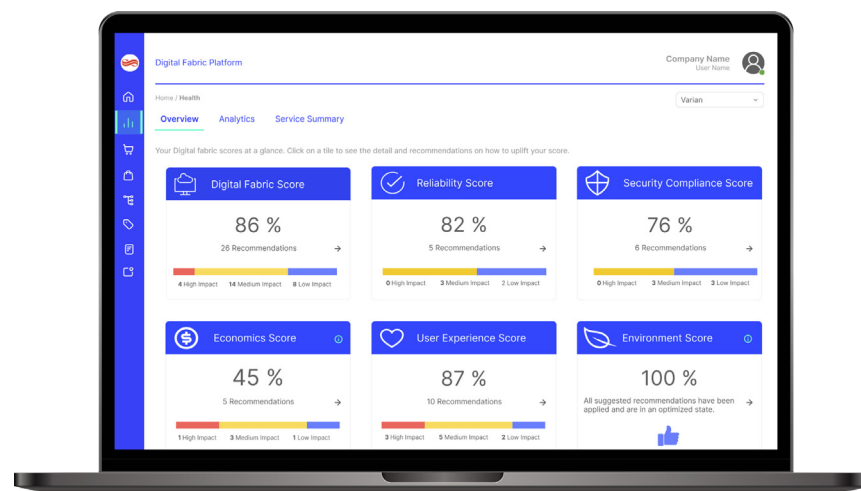 Digital Fabric Platform
Company Name
User Name
Home / Health
Varian
Overview Analytics Service Summary
Your Digital fabric scores at a glance. Click on a tile to see the detail and recommendations on how to uplift your score.
Digital Fabric Score
86 %
26 Recommendations
4 High Impact 14 Medium Impact 8 Low Impact
Reliability Score
82 %
5 Recommendations
0 High Impact 3 Medium Impact 2 Low Impact
Security Compliance Score
76 %
6 Recommendations
0 High Impact 3 Medium Impact 3 Low Impact
Economics Score
45 %
5 Recommendations
1 High Impact 3 Medium Impact 1 Low Impact
User Experience Score
87 %
10 Recommendations
3 High Impact 5 Medium Impact 2 Low Impact
Environment Score
100 %
All suggested recommendations have been
applied and are in an optimized state.